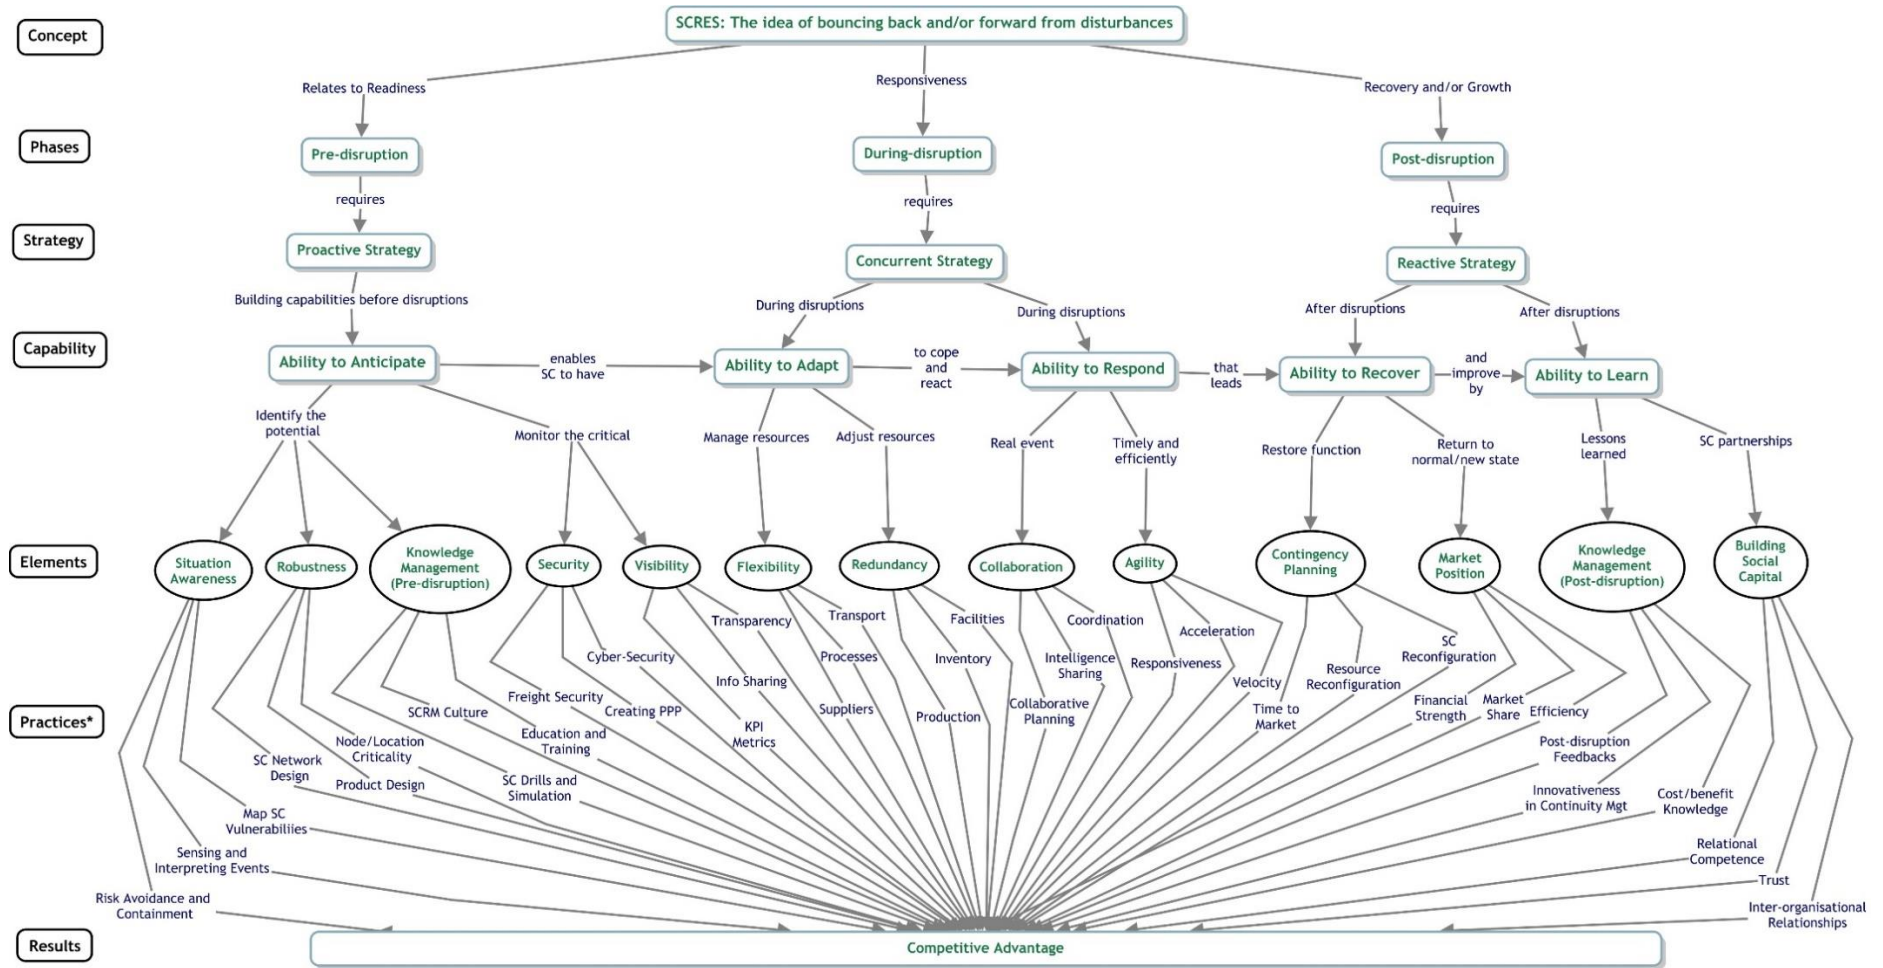 Concept
SCRES: The idea of bouncing back and/or forward from disturbances
Relates to Readiness
Responsiveness
Recovery and/or Growth
Phases
Pre-disruption
During-disruption
Post-disruption
requires
requires
requires
Strategy
Proactive Strategy
Concurrent Strategy
Reactive Strategy
Building capabilities before disruptions
During disruptions
During disruptions
After disruptions
After disruptions
Capability
Ability to Anticipate
enables
SC to have
Ability to Adapt
to cope
and
react
Ability to Respond
that
leads
Ability to Recover
and
improve
by
Ability to Learn
Identify the
potential
Monitor the critical
Manage resources
Adjust resources
Real event
Timely and
efficiently
Restore function
Return to
normal/new state
Lessons
learned
SC partnerships
Elements
Situation
Awareness
Robustness
Knowledge
Management
(Pre-disruption)
Security
Visibility
Flexibility
Redundancy
Collaboration
Agility
Contingency
Planning
Market
Position
Knowledge
Management
(Post-disruption)
Building
Social
Capital
Practices*
Risk Avoidance and
Containment
Sensing and
Interpreting Events
Map SC
Vulnerabiliies
SC Network
Design
Product Design
Node/Location
Criticality
SC Drills and
Simulation
SCRM Culture
Education and
Training
Freight Security
Creating PPP
Cyber-Security
KPI
Metrics
Info Sharing
Transparency
Suppliers
Processes
Transport
Production
Inventory
Facilities
Collaborative
Planning
Intelligence
Sharing
Coordination
Responsiveness
Acceleration
Velocity
Time to
Market
Resource
Reconfiguration
SC
Reconfiguration
Financial
Strength
Market
Share
Efficiency
Post-disruption
Feedbacks
Innovativeness
in Continuity Mgt
Cost/benefit
Knowledge
Relational
Competence
Trust
Inter-organisational
Relationships
Results
Competitive Advantage